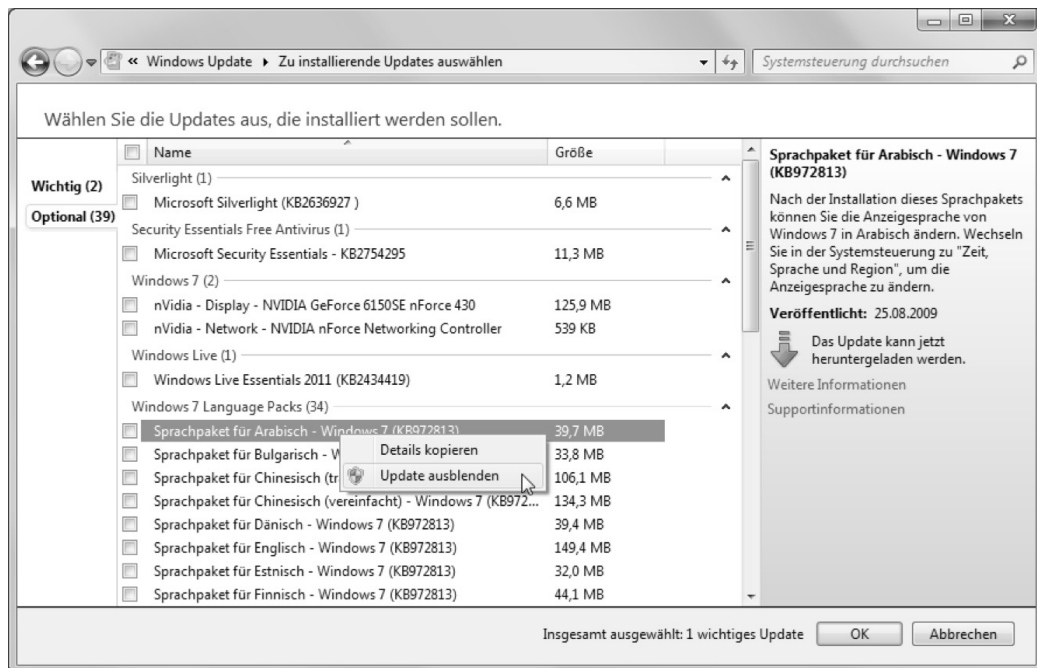 « Windows Update ▸ Zu installierende Updates auswählen
Systemsteuerung durchsuchen
Wählen Sie die Updates aus, die installiert werden sollen.
Wichtig (2)
Optional (39)
Name Größe
Silverlight (1)
Microsoft Silverlight (KB2636927 ) 6,6 MB
Security Essentials Free Antivirus (1)
Microsoft Security Essentials - KB2754295 11,3 MB
Windows 7 (2)
nVidia - Display - NVIDIA GeForce 6150SE nForce 430 125,9 MB
nVidia - Network - NVIDIA nForce Networking Controller 539 KB
Windows Live (1)
Windows Live Essentials 2011 (KB2434419) 1,2 MB
Windows 7 Language Packs (34)
Sprachpaket für Arabisch - Windows 7 (KB972813) 39,7 MB
Sprachpaket für Bulgarisch - W 33,8 MB
Sprachpaket für Chinesisch (tr 106,1 MB
Sprachpaket für Chinesisch (vereinfacht) - Windows 7 (KB972... 134,3 MB
Sprachpaket für Dänisch - Windows 7 (KB972813) 39,4 MB
Sprachpaket für Englisch - Windows 7 (KB972813) 149,4 MB
Sprachpaket für Estnisch - Windows 7 (KB972813) 32,0 MB
Sprachpaket für Finnisch - Windows 7 (KB972813) 44,1 MB
Details kopieren
Update ausblenden
Sprachpaket für Arabisch - Windows 7
(KB972813)
Nach der Installation dieses Sprachpakets
können Sie die Anzeigesprache von
Windows 7 in Arabisch ändern. Wechseln
Sie in der Systemsteuerung zu "Zeit,
Sprache und Region", um die
Anzeigesprache zu ändern.
Veröffentlicht: 25.08.2009
Das Update kann jetzt
heruntergeladen werden.
Weitere Informationen
Supportinformationen
Insgesamt ausgewählt: 1 wichtiges Update
OK
Abbrechen